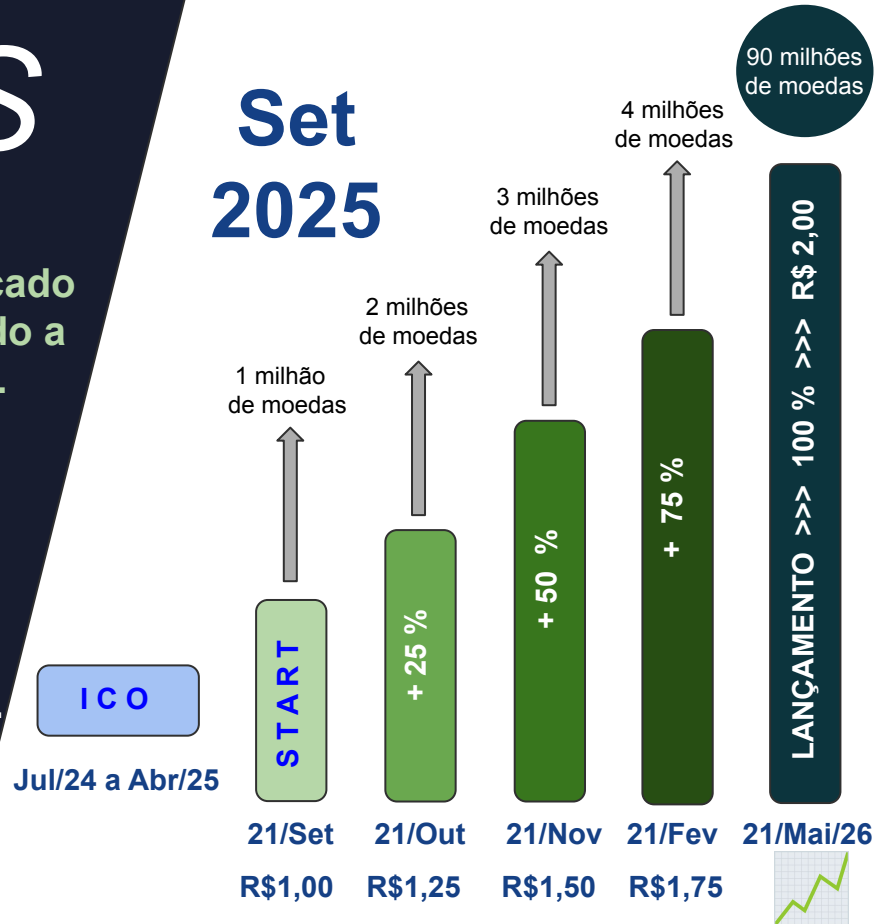 S
Set
2025
90 milhões
de moedas
4 milhões
de moedas
3 milhões
de moedas
2 milhões
de moedas
1 milhão
de moedas
cado
do a
.
ICO
Jul/24 a Abr/25
START
+ 25 %
+ 50 %
+ 75 %
LANÇAMENTO >>> 100 % >>> R$ 2,00
21/Set
21/Out
21/Nov
21/Fev
21/Mai/26
R$1,00
R$1,25
R$1,50
R$1,75